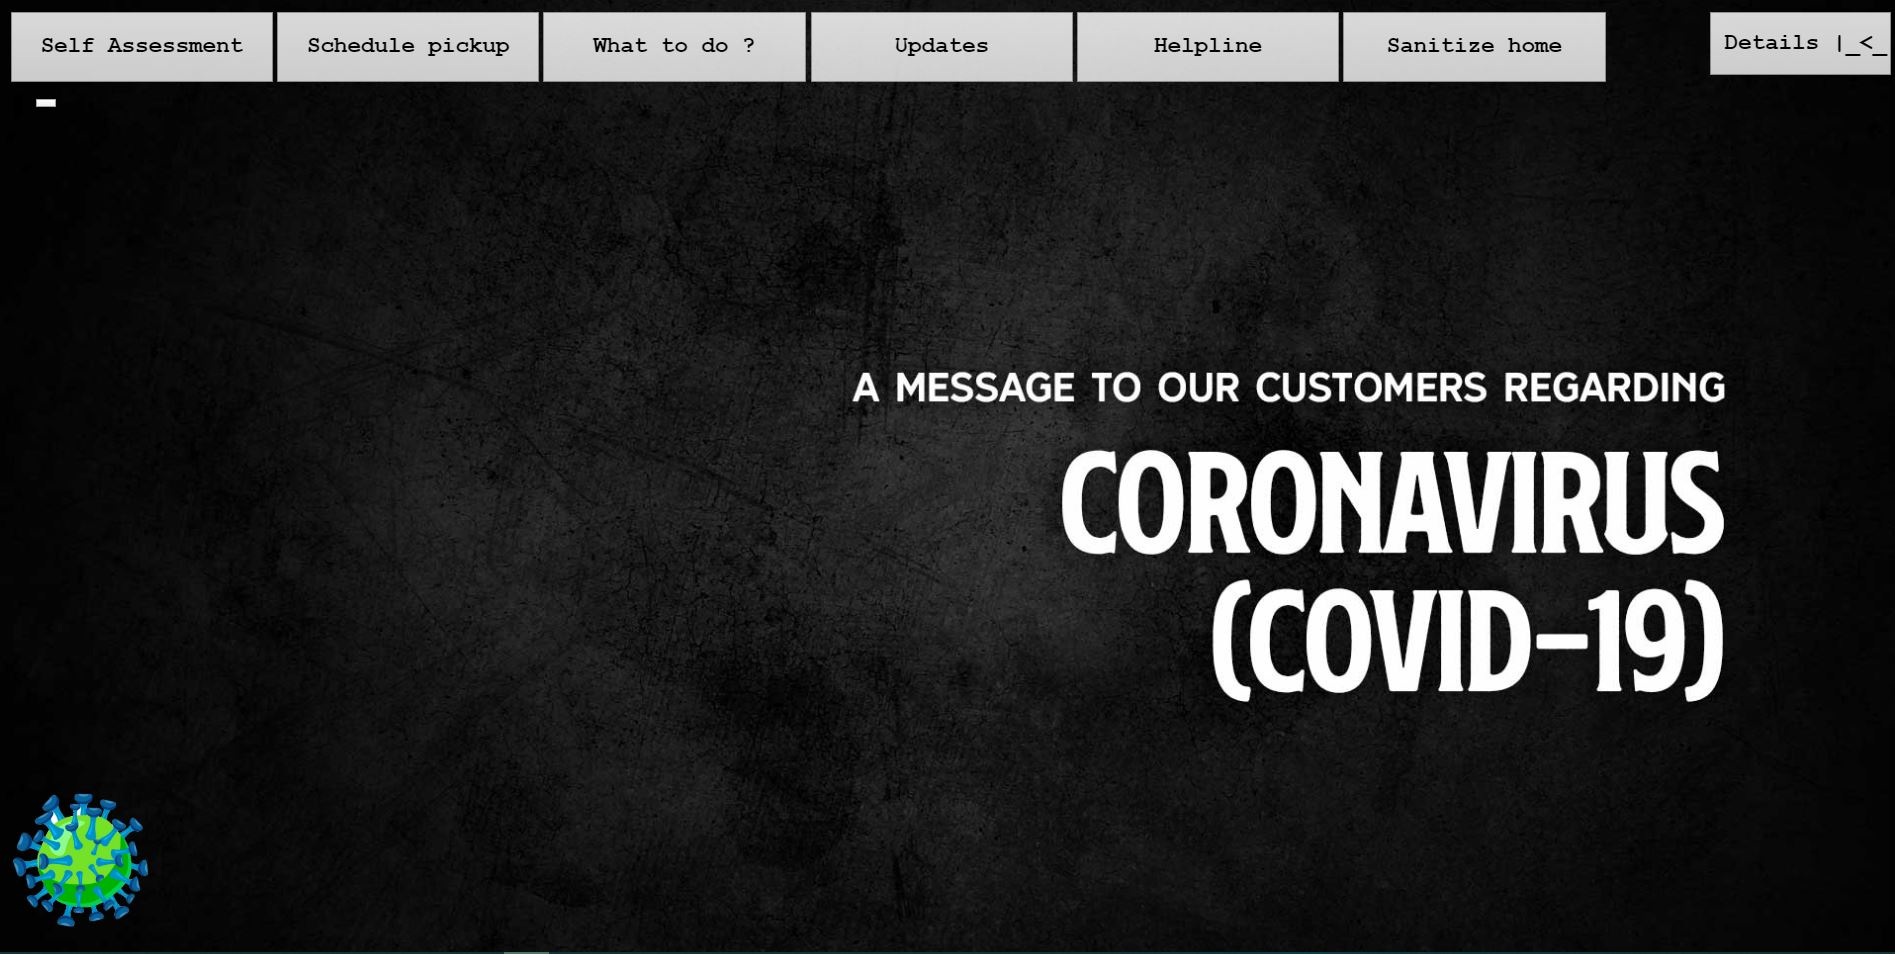 Self Assessment
Schedule pickup
What to do ?
Updates
Helpline
Sanitize home
Details |_<_
A MESSAGE TO OUR CUSTOMERS REGARDING
CORONAVIRUS
(COVID-19)